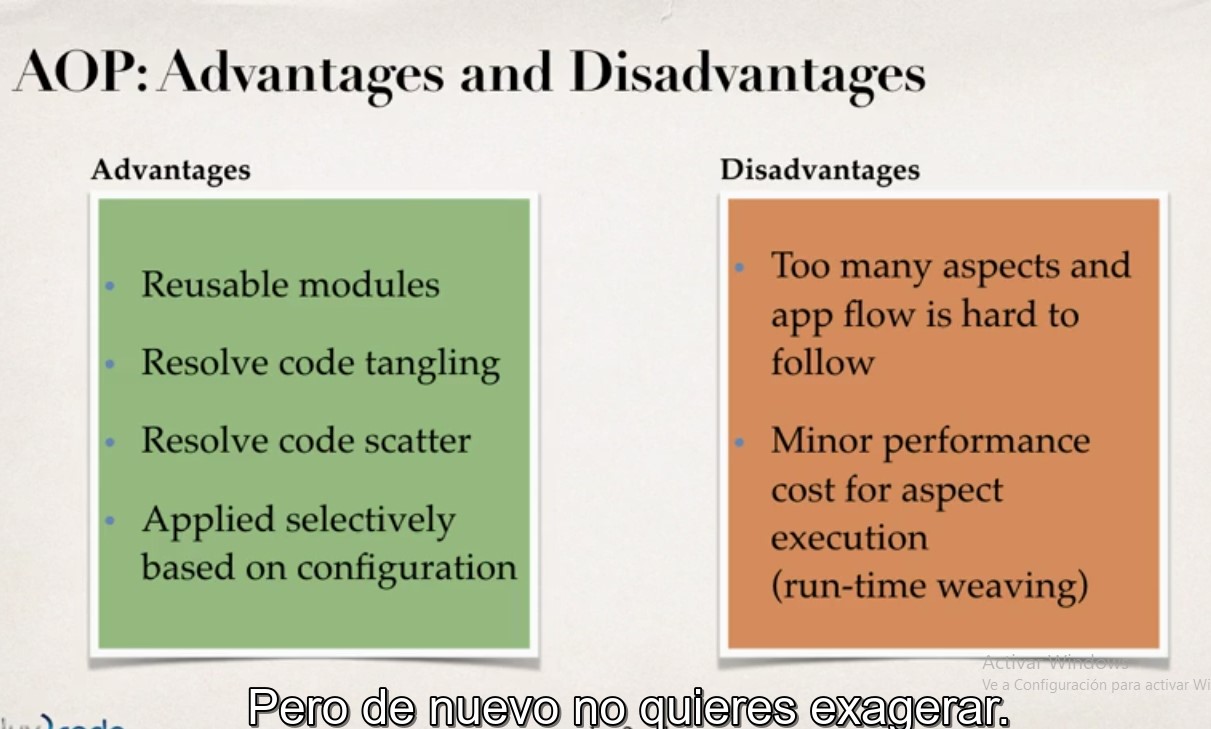 AOP: Advantages and Disadvantages
Advantages
• Reusable modules
• Resolve code tangling
• Resolve code scatter
• Applied selectively
based on configuration
Disadvantages
• Too many aspects and
app flow is hard to
follow
• Minor performance
cost for aspect
execution
(run-time weaving)
Activar Windows
Ve a Configuración para activar Wi
Pero de nuevo no quieres exagerar.